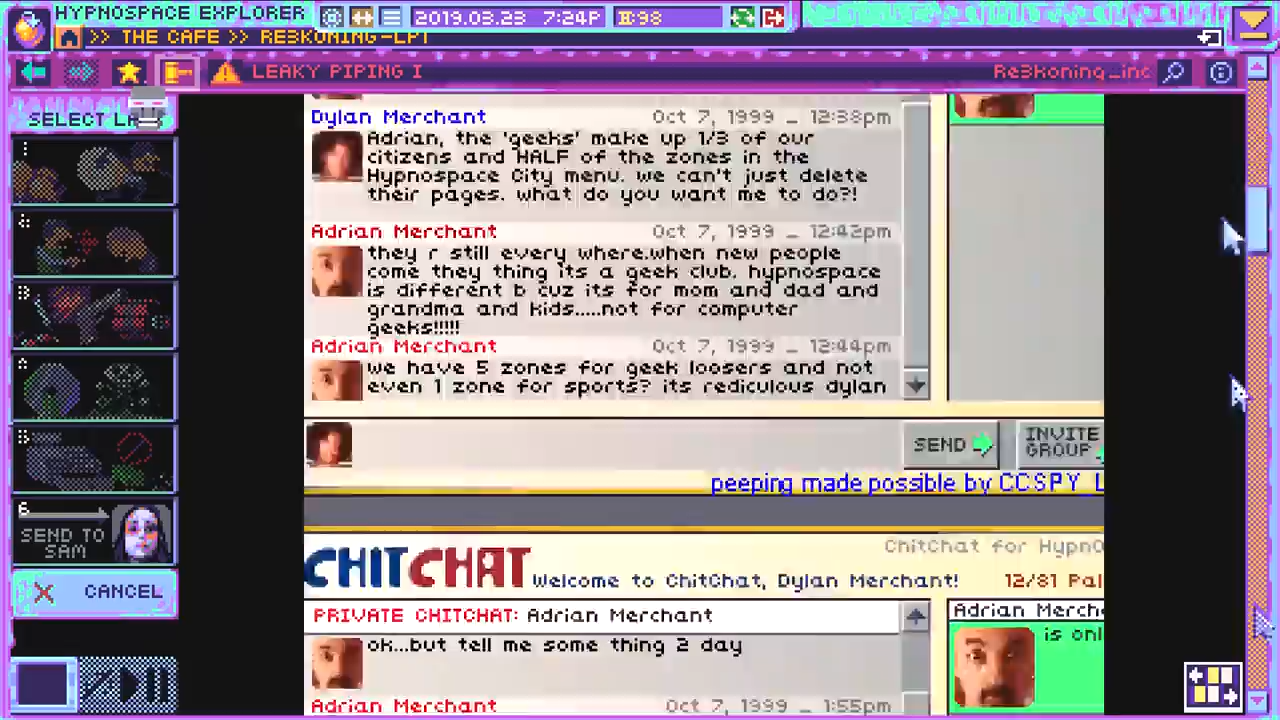 HYPNOSPACE EXPLORER
2019.03.23 7:24P
98
>> THE CAFE >> RE3KONING-LPT
LEAKY PIPING I
Re3koning_inc
Dylan Merchant Oct 7, 1999 _ 12:38pm
Adrian, the 'geeks' make up 1/3 of our
citizens and HALF of the zones in the
Hypnospace City menu. we can't just delete
their pages. what do you want me to do?!
Adrian Merchant Oct 7, 1999 _ 12:42pm
they r still every where.when new people
come they thing its a geek club. hypnospace
is different b cuz its for mom and dad and
grandma and kids.....not for computer
geeks!!!!!
Adrian Merchant Oct 7, 1999 _ 12:44pm
we have 5 zones for geek loosers and not
even 1 zone for sports? its rediculous dylan
SEND
INVITE
GROUP
peeping made possible by CCSPY L
CHITCHAT
ChitChat for Hypn
Welcome to ChitChat, Dylan Merchant!
12/81 Pal
PRIVATE CHITCHAT: Adrian Merchant
ok...but tell me some thing 2 day
Adrian Merchant Oct 7, 1999 _ 1:55pm
Adrian Merch
is onl
SELECT
6
SEND TO
SAM
CANCEL